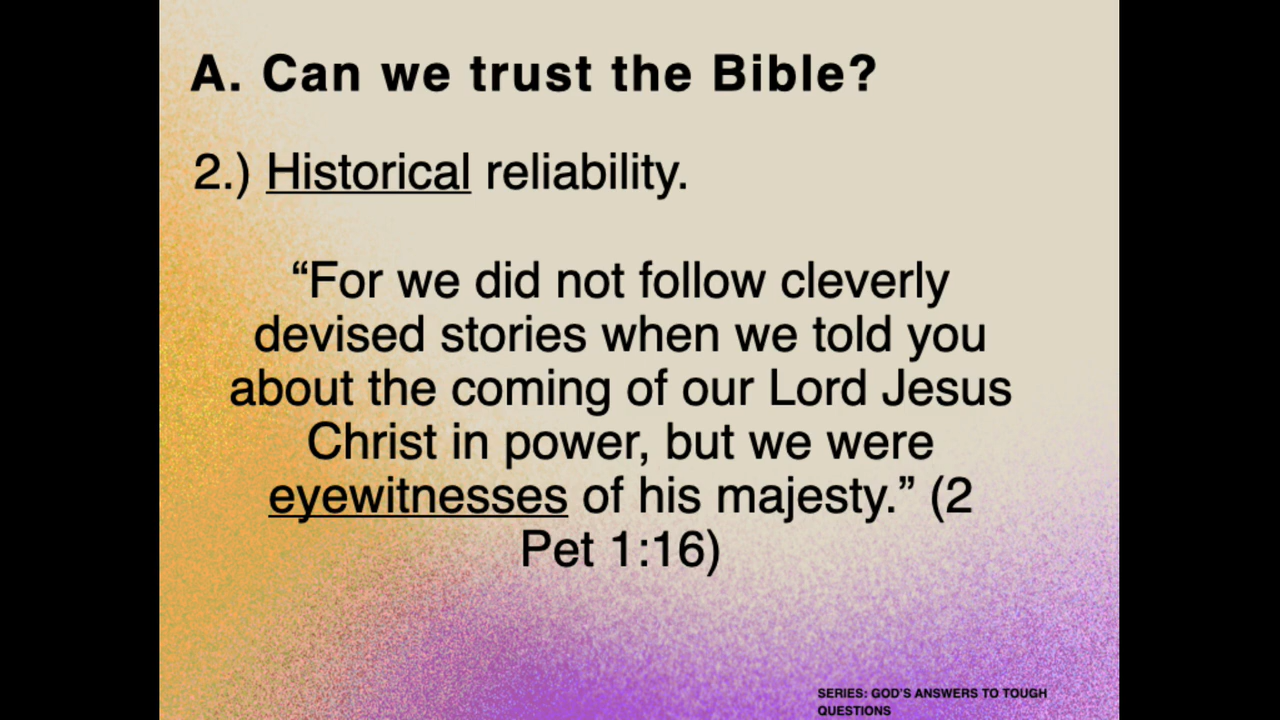 A. Can we trust the Bible?
2.) Historical reliability.
“For we did not follow cleverly
devised stories when we told you
about the coming of our Lord Jesus
Christ in power, but we were
eyewitnesses of his majesty.” (2
Pet 1:16)
SERIES: GOD’S ANSWERS TO TOUGH
QUESTIONS